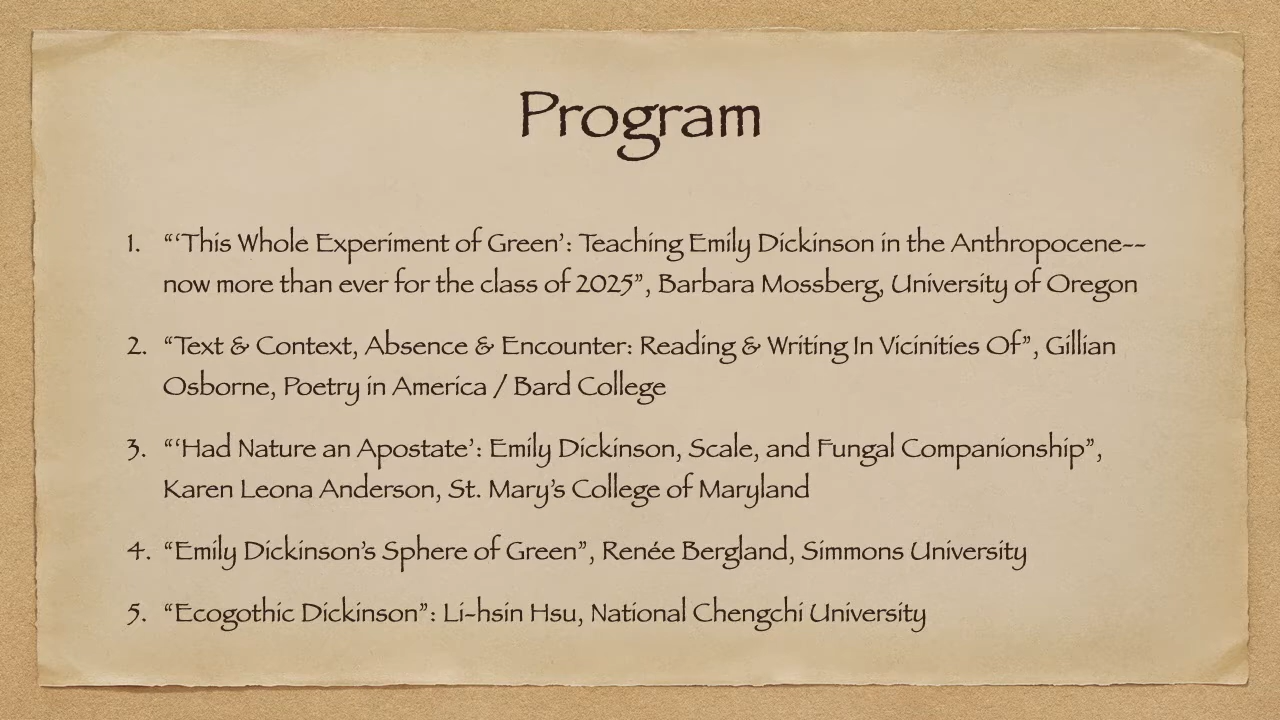 Program
1. “‘This Whole Experiment of Green’: Teaching Emily Dickinson in the Anthropocene--
now more than ever for the class of 2025”, Barbara Mossberg, University of Oregon
2. “Text & Context, Absence & Encounter: Reading & Writing In Vicinities Of”, Gillian
Osborne, Poetry in America / Bard College
3. “‘Had Nature an Apostate’: Emily Dickinson, Scale, and Fungal Companionship”,
Karen Leona Anderson, St. Mary’s College of Maryland
4. “Emily Dickinson’s Sphere of Green”, Renée Bergland, Simmons University
5. “Ecogothic Dickinson”: Li-hsin Hsu, National Chengchi University